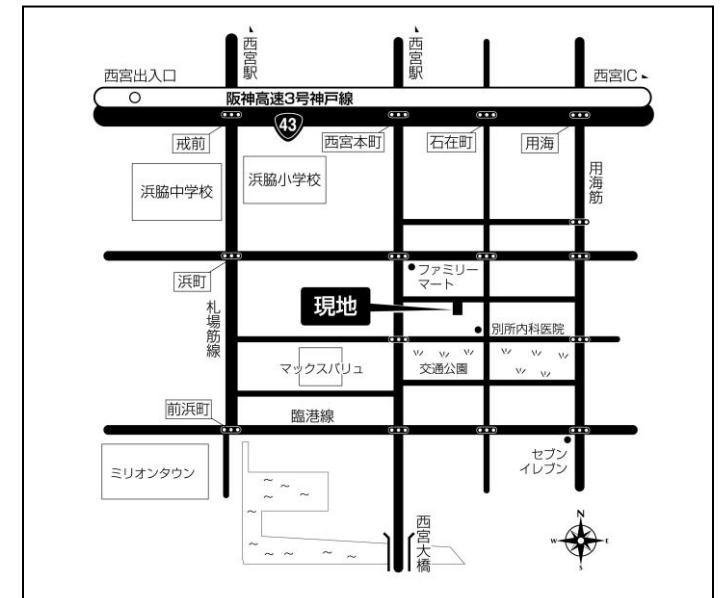 西宮駅
西宮駅
西宮出入口
西宮IC
阪神高速3号神戸線
43
戒前
西宮本町
石在町
用海
浜脇中学校
浜脇小学校
用海筋
浜町
ファミリー
マート
現地
札場筋線
別所内科医院
マックスバリュ
交通公園
前浜町
臨港線
ミリオンタウン
セブン
イレブン
西宮大橋
N
W
E
S